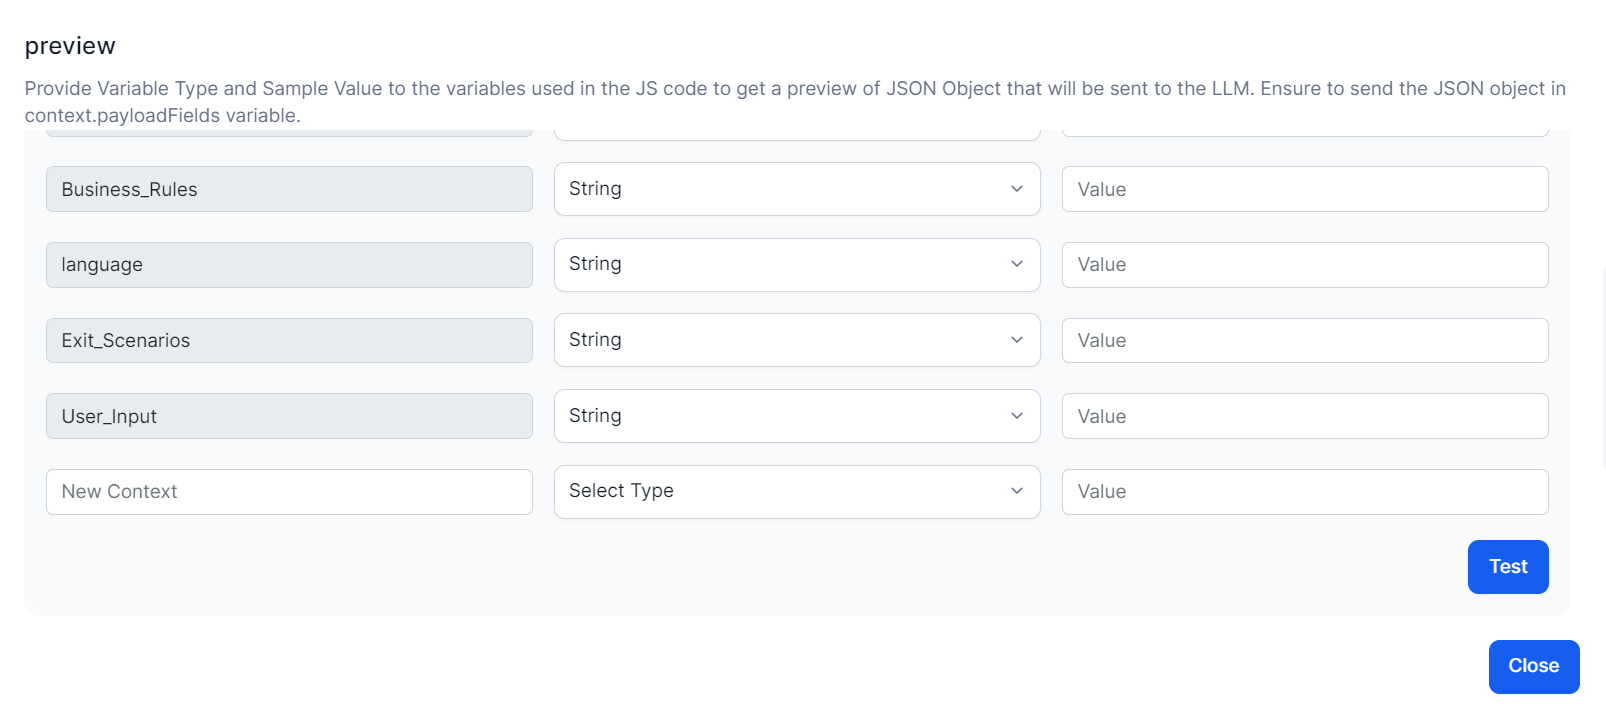 preview
Provide Variable Type and Sample Value to the variables used in the JS code to get a preview of JSON Object that will be sent to the LLM. Ensure to send the JSON object in
context.payloadFields variable.
Business_Rules String Value
language String Value
Exit_Scenarios String Value
User_Input String Value
New Context Select Type Value
Test
Close